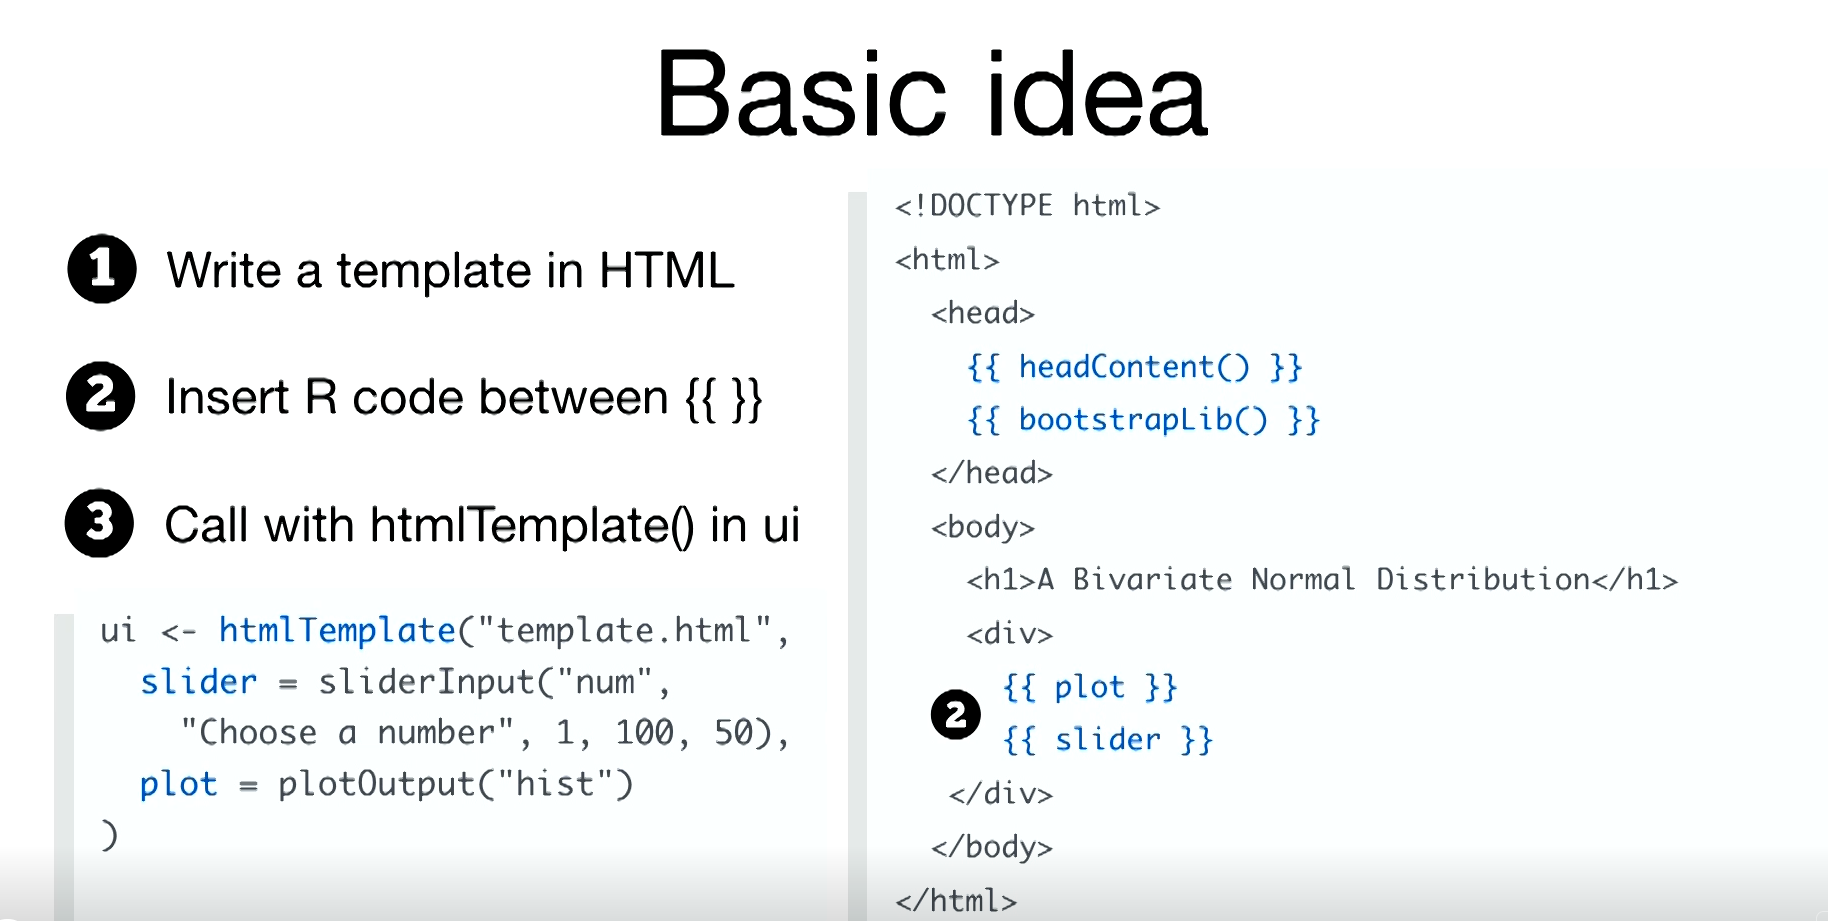 Basic idea
1 Write a template in HTML
2 Insert R code between {{ }}
3 Call with htmlTemplate() in ui
ui <- htmlTemplate("template.html",
  slider = sliderInput("num",
    "Choose a number", 1, 100, 50),
  plot = plotOutput("hist")
)
<!DOCTYPE html>
<html>
  <head>
    {{ headContent() }}
    {{ bootstrapLib() }}
  </head>
  <body>
    <h1>A Bivariate Normal Distribution</h1>
    <div>
      {{ plot }}
2
      {{ slider }}
   </div>
  </body>
</html>